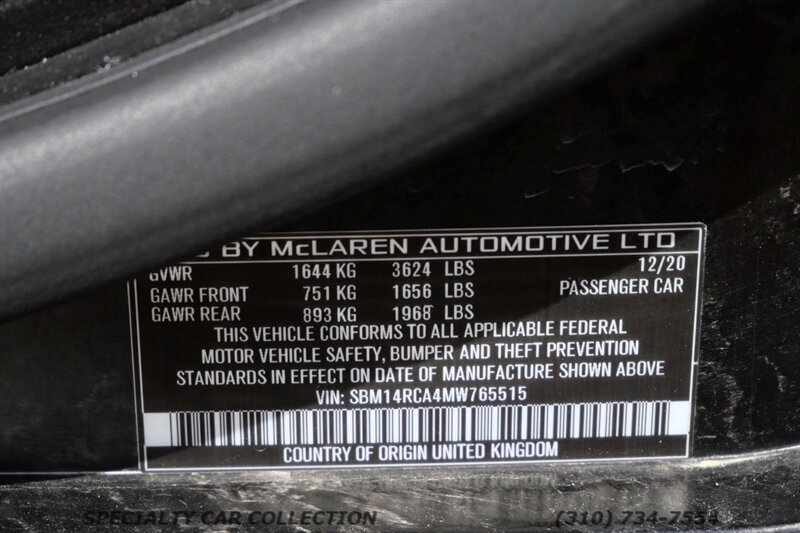 BY McLAREN AUTOMOTIVE LTD
GVWR 1644 KG 3624 LBS 12/20
GAWR FRONT 751 KG 1656 LBS PASSENGER CAR
GAWR REAR 893 KG 1968 LBS
THIS VEHICLE CONFORMS TO ALL APPLICABLE FEDERAL
MOTOR VEHICLE SAFETY, BUMPER AND THEFT PREVENTION
STANDARDS IN EFFECT ON DATE OF MANUFACTURE SHOWN ABOVE
VIN: SBM14RCA4MW765515
COUNTRY OF ORIGIN UNITED KINGDOM
SPECIALTY CAR COLLECTION (310) 734-7554